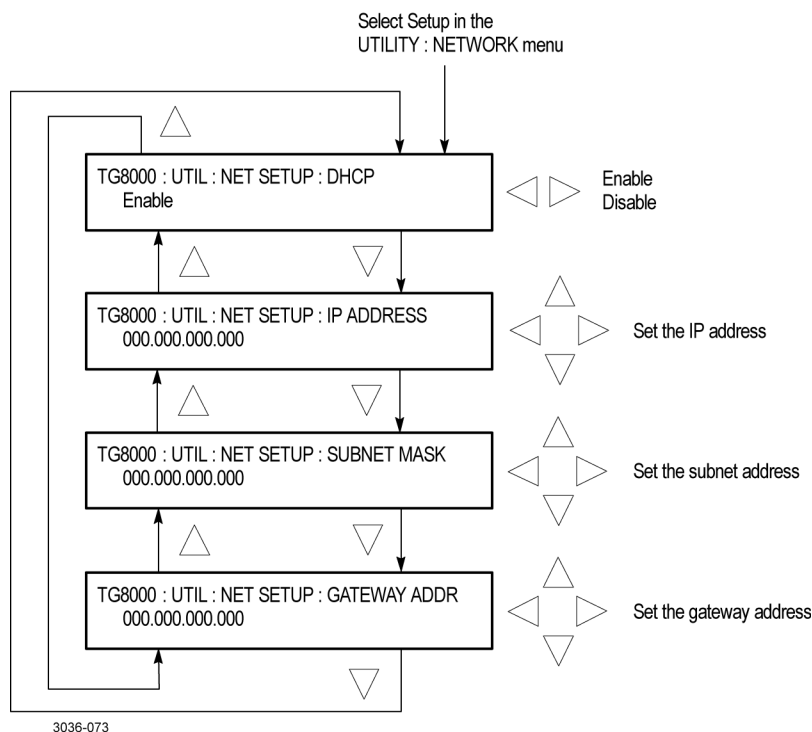 Select Setup in the
UTILITY : NETWORK menu
TG8000 : UTIL : NET SETUP : DHCP
Enable
Enable
Disable
TG8000 : UTIL : NET SETUP : IP ADDRESS
000.000.000.000
Set the IP address
TG8000 : UTIL : NET SETUP : SUBNET MASK
000.000.000.000
Set the subnet address
TG8000 : UTIL : NET SETUP : GATEWAY ADDR
000.000.000.000
Set the gateway address
3036-073